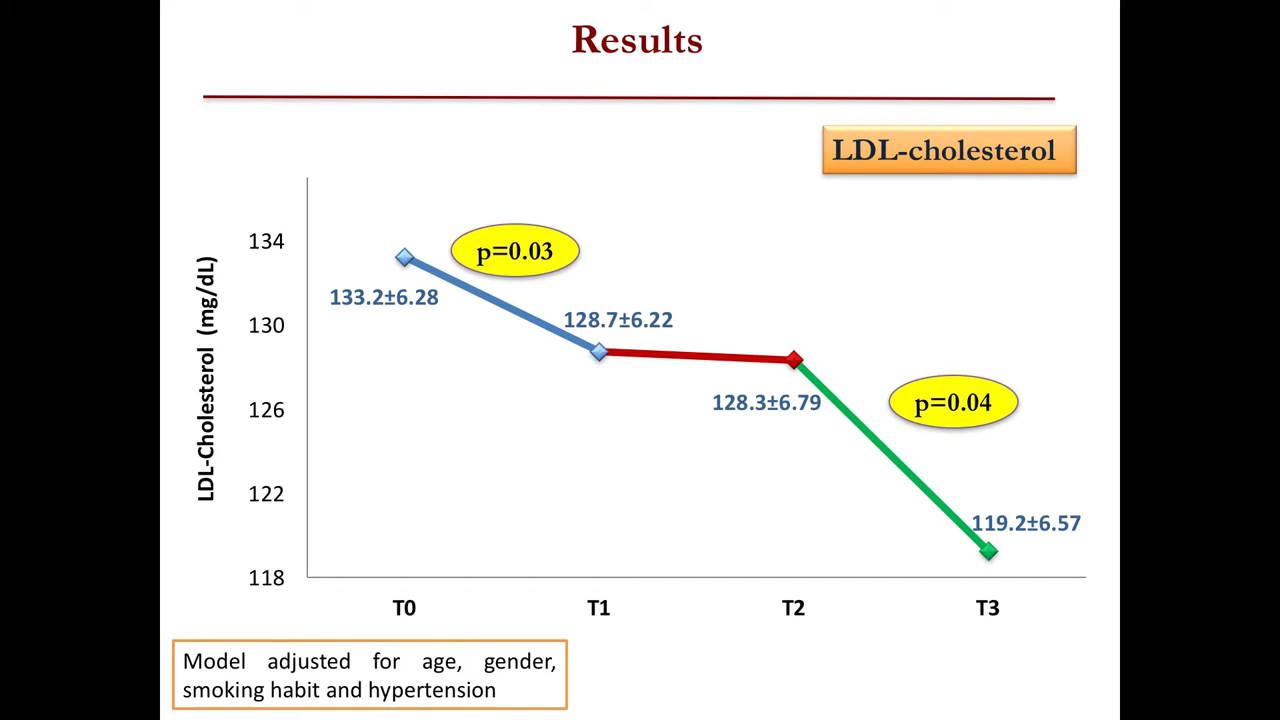 Results
LDL-cholesterol
LDL-Cholesterol (mg/dL)
134
130
126
122
118
p=0.03
133.2±6.28
128.7±6.22
128.3±6.79
p=0.04
119.2±6.57
T0 T1 T2 T3
Model adjusted for age, gender,
smoking habit and hypertension